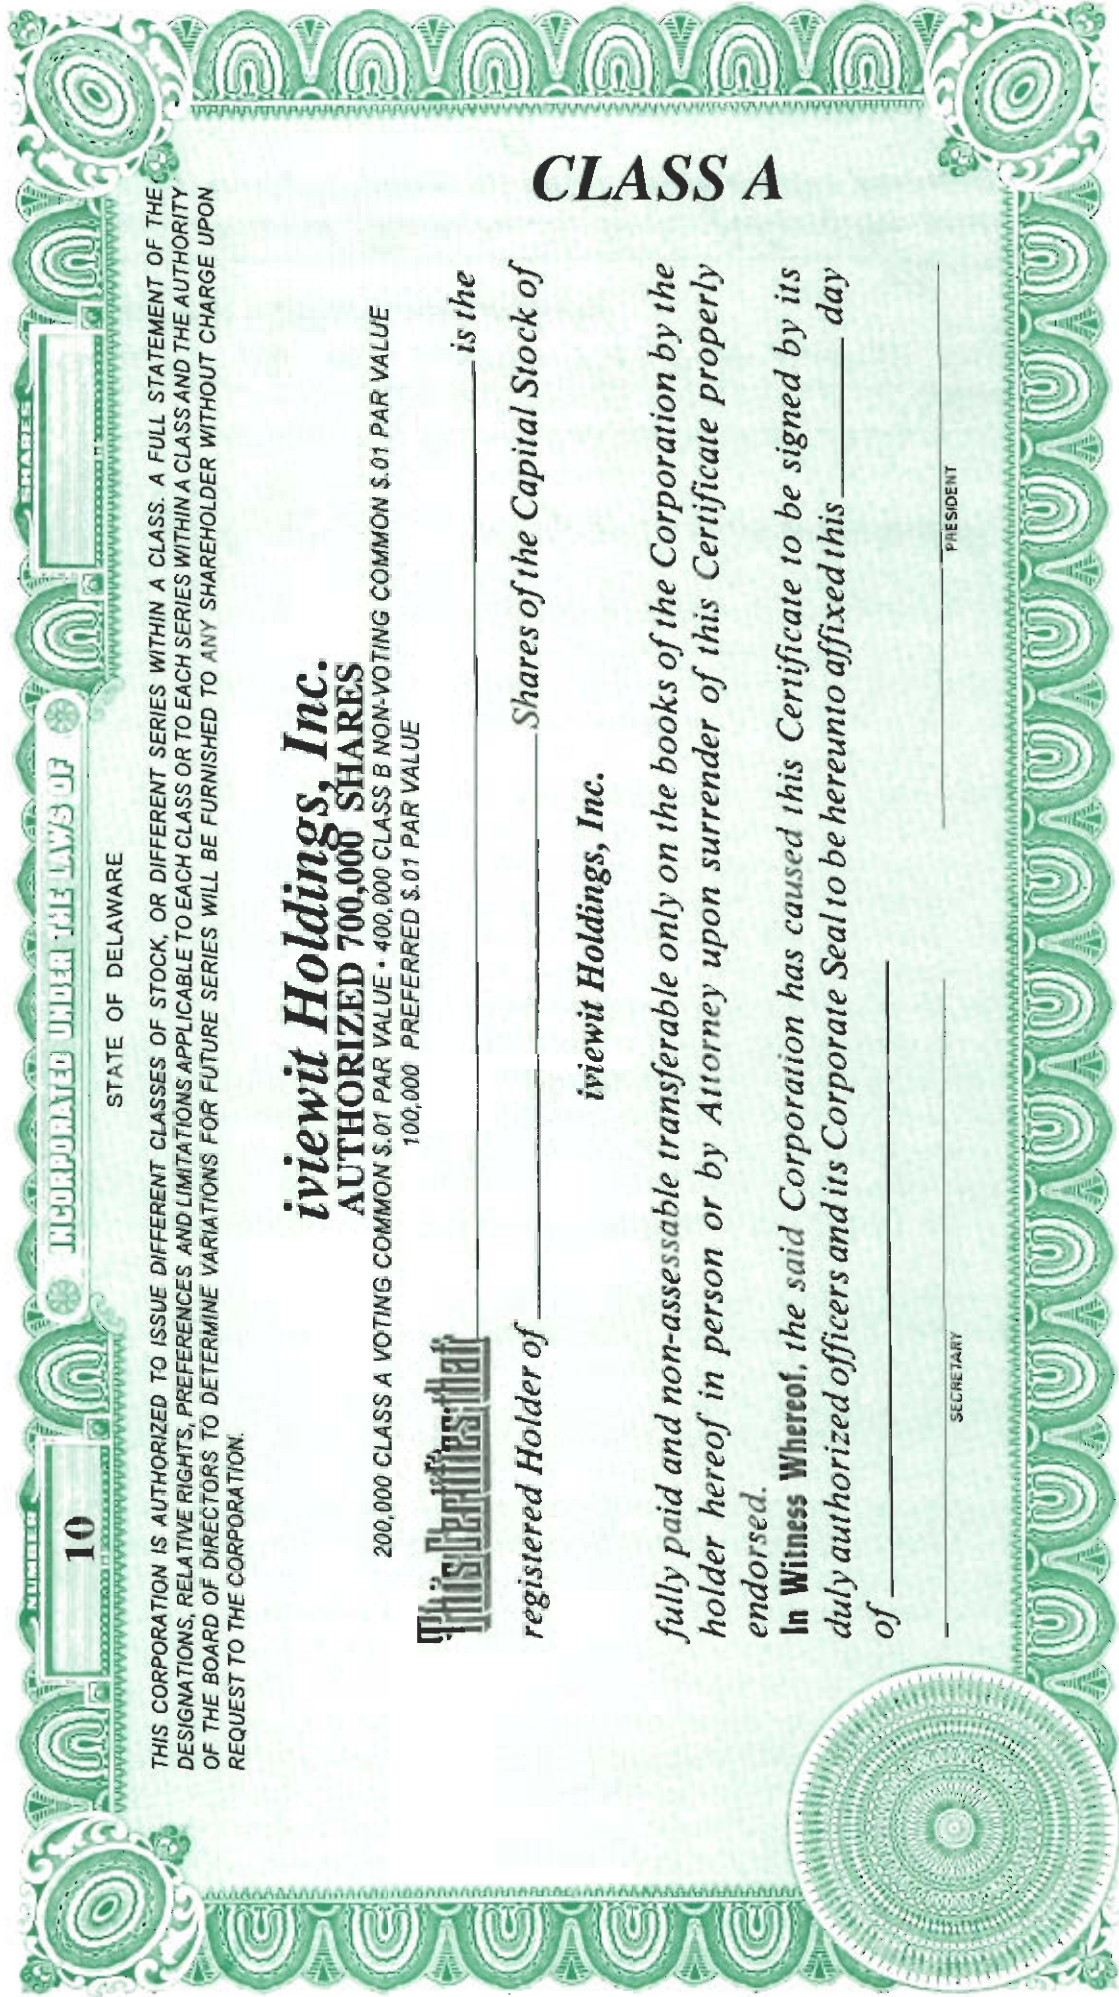 NUMBER
10
INCORPORATED UNDER THE LAWS OF
SHARES
STATE OF DELAWARE
THIS CORPORATION IS AUTHORIZED TO ISSUE DIFFERENT CLASSES OF STOCK, OR DIFFERENT SERIES WITHIN A CLASS. A FULL STATEMENT OF THE
DESIGNATIONS, RELATIVE RIGHTS, PREFERENCES AND LIMITATIONS APPLICABLE TO EACH CLASS OR TO EACH SERIES WITHIN A CLASS AND THE AUTHORITY
OF THE BOARD OF DIRECTORS TO DETERMINE VARIATIONS FOR FUTURE SERIES WILL BE FURNISHED TO ANY SHAREHOLDER WITHOUT CHARGE UPON
REQUEST TO THE CORPORATION.
iviewit Holdings, Inc.
AUTHORIZED 700,000 SHARES
200,000 CLASS A VOTING COMMON $.01 PAR VALUE • 400,000 CLASS B NON-VOTING COMMON $.01 PAR VALUE
100,000 PREFERRED $.01 PAR VALUE
This Certifies that is the
registered Holder of Shares of the Capital Stock of
CLASS A
iviewit Holdings, Inc.
fully paid and non-assessable transferable only on the books of the Corporation by the
holder hereof in person or by Attorney upon surrender of this Certificate properly
endorsed.
In Witness Whereof, the said Corporation has caused this Certificate to be signed by its
duly authorized officers and its Corporate Seal to be hereunto affixed this day
of
SECRETARY PRESIDENT